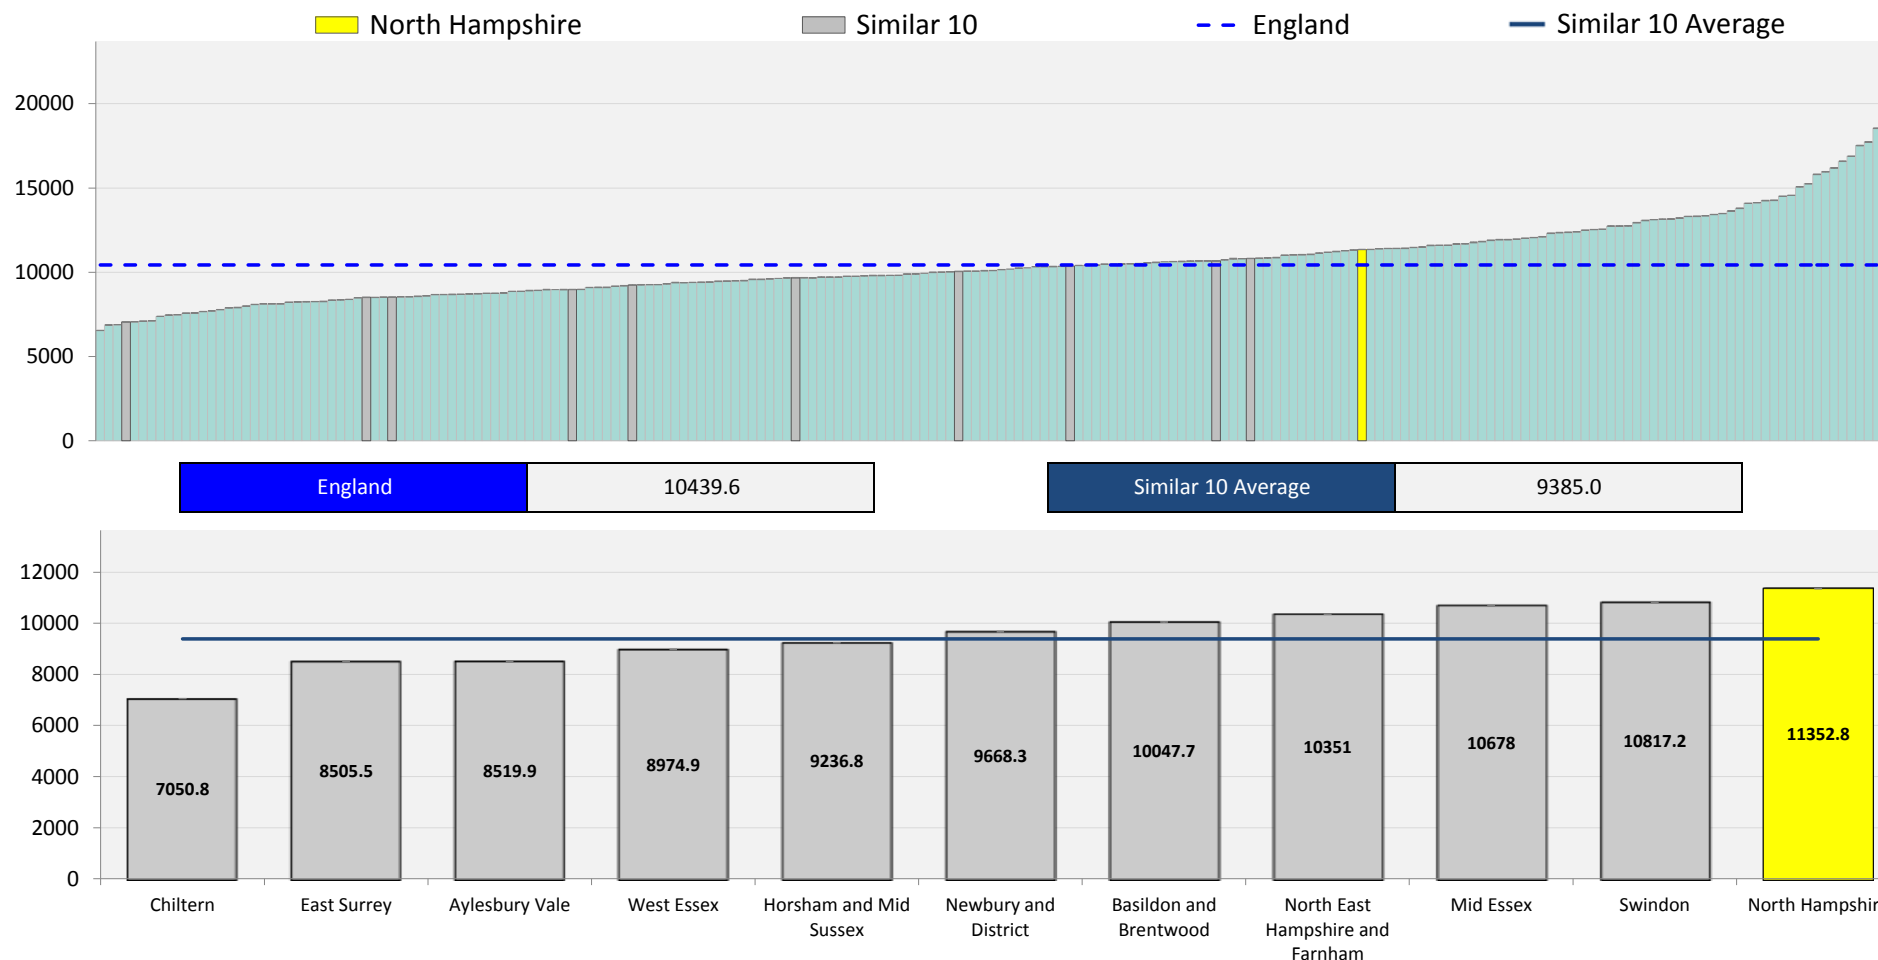 North Hampshire
Similar 10
England
Similar 10 Average
20000
15000
10000
5000
0
England
10439.6
Similar 10 Average
9385.0
12000
10000
8000
6000
4000
2000
0
7050.8
8505.5
8519.9
8974.9
9236.8
9668.3
10047.7
10351
10678
10817.2
11352.8
Chiltern
East Surrey
Aylesbury Vale
West Essex
Horsham and Mid
Sussex
Newbury and
District
Basildon and
Brentwood
North East
Hampshire and
Farnham
Mid Essex
Swindon
North Hampshir